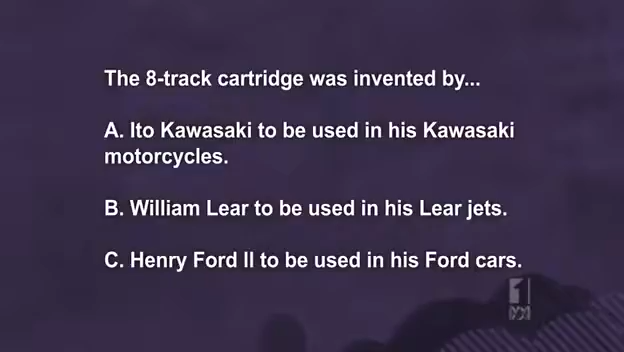 The 8-track cartridge was invented by...
A. Ito Kawasaki to be used in his Kawasaki
motorcycles.
B. William Lear to be used in his Lear jets.
C. Henry Ford II to be used in his Ford cars.
1